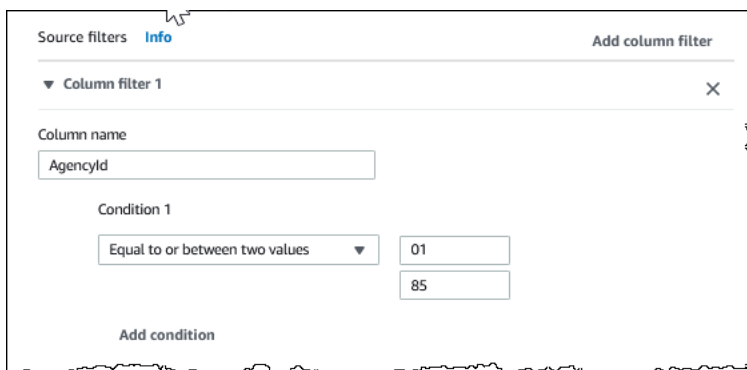 Source filters Info Add column filter
Column filter 1
Column name
AgencyId
Condition 1
Equal to or between two values 01
85
Add condition